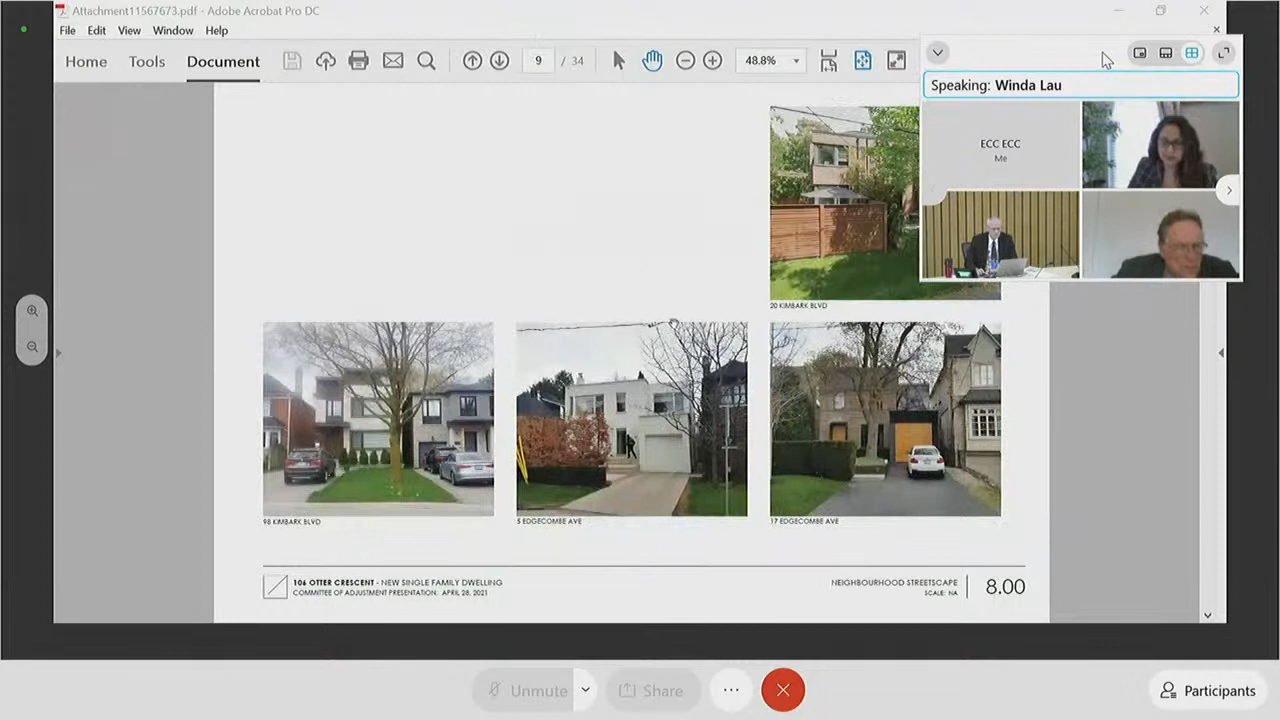 Attachment11567673.pdf - Adobe Acrobat Pro DC
File Edit View Window Help
Home Tools Document
9 / 34
48.8%
Speaking: Winda Lau
ECC ECC
Me
20 KIMBARK BLVD
98 KIMBARK BLVD
5 EDGECOMBE AVE
17 EDGECOMBE AVE
106 OTTER CRESCENT - NEW SINGLE FAMILY DWELLING
COMMITTEE OF ADJUSTMENT PRESENTATION. APRIL 28, 2021
NEIGHBOURHOOD STREETSCAPE
SCALE: NA
8.00
Unmute
Share
Participants